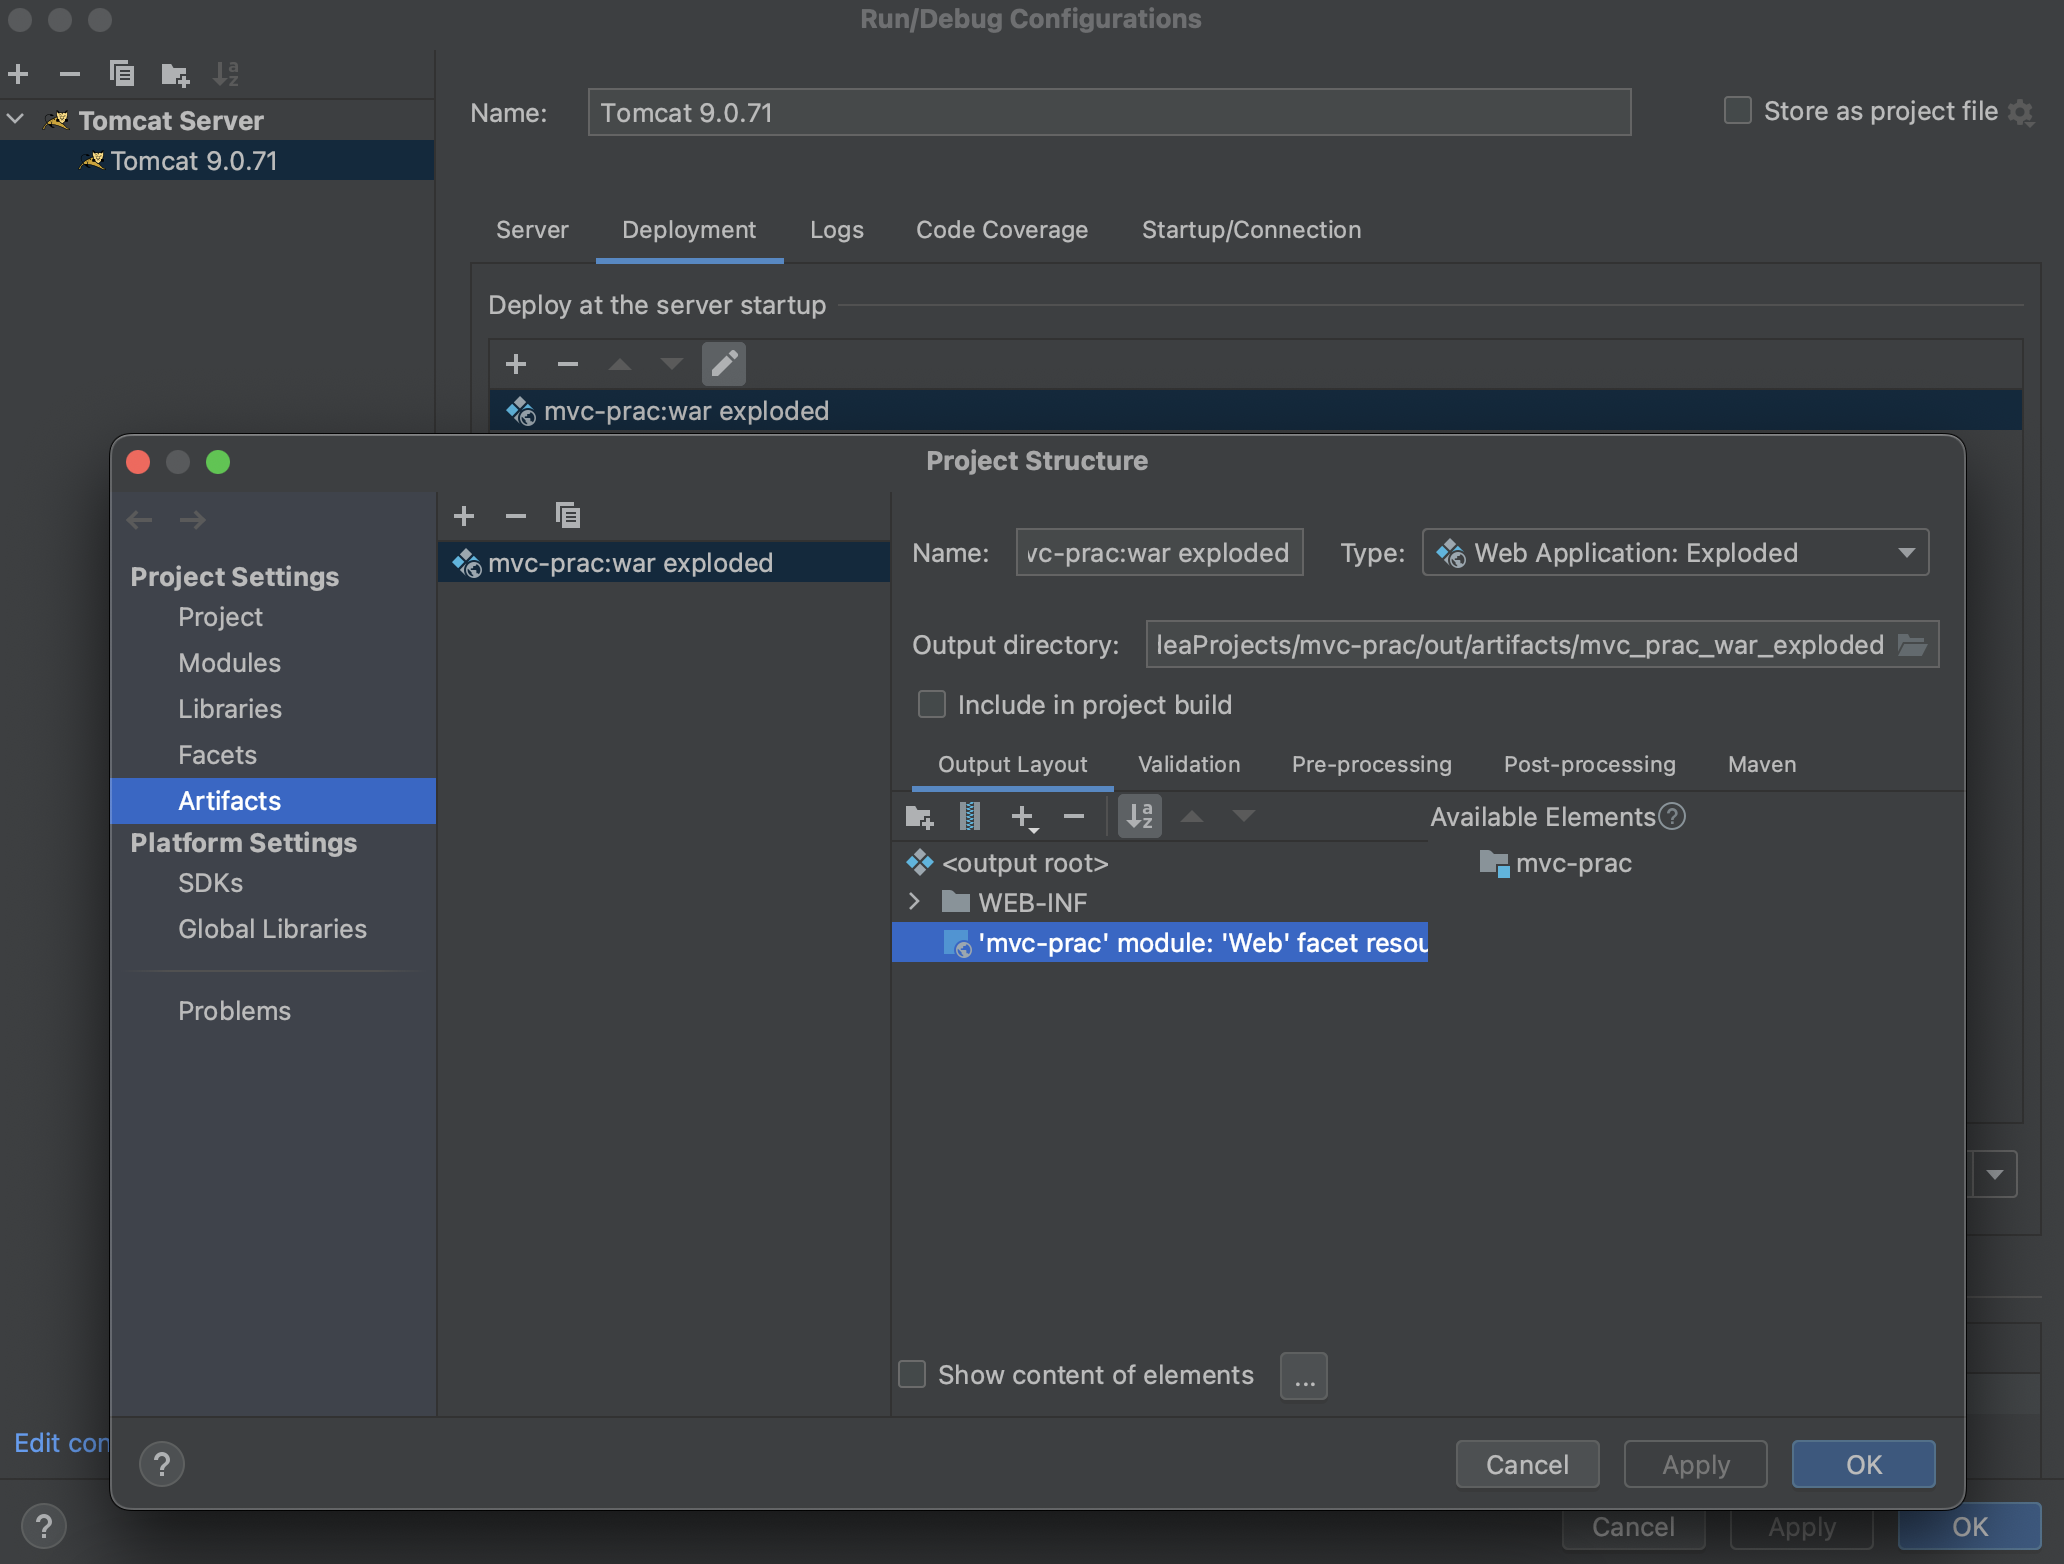 Run/Debug Configurations
Tomcat Server
Tomcat 9.0.71
Name: Tomcat 9.0.71
Store as project file
Server Deployment Logs Code Coverage Startup/Connection
Deploy at the server startup
mvc-prac:war exploded
Project Structure
Project Settings
Project
Modules
Libraries
Facets
Artifacts
Platform Settings
SDKs
Global Libraries
Problems
mvc-prac:war exploded
Name: vc-prac:war exploded Type: Web Application: Exploded
Output directory: leaProjects/mvc-prac/out/artifacts/mvc_prac_war_exploded
Include in project build
Output Layout Validation Pre-processing Post-processing Maven
Available Elements ?
<output root>
WEB-INF
'mvc-prac' module: 'Web' facet resou
mvc-prac
Show content of elements ...
? Cancel Apply OK
Edit con
? Cancel Apply OK